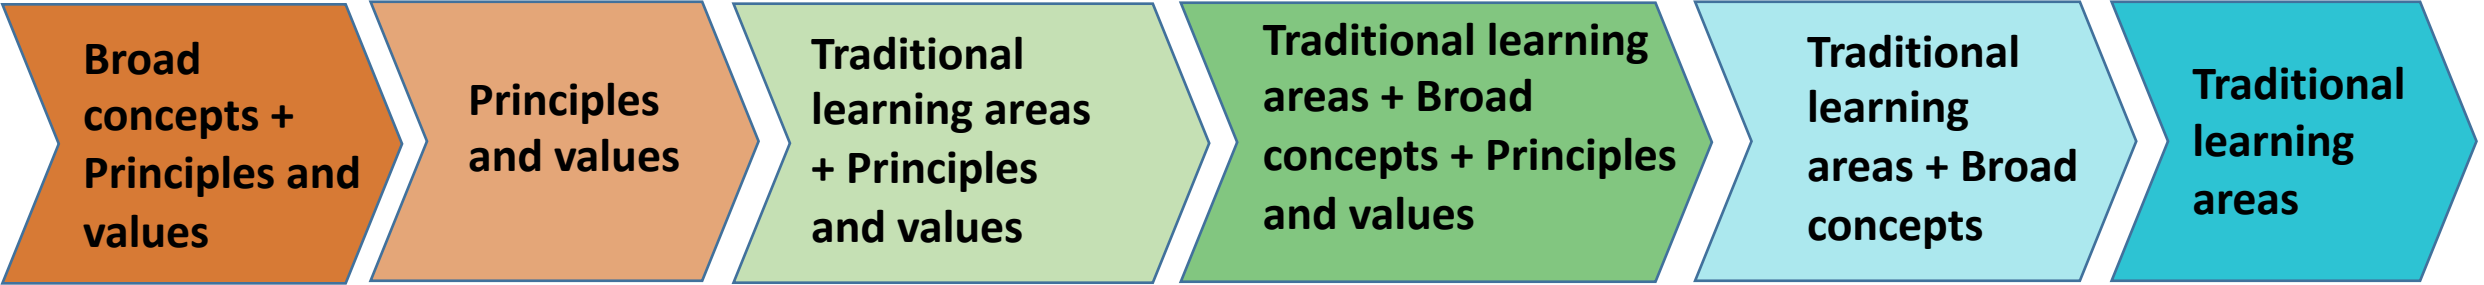 Broad
concepts +
Principles and
values
Principles
and values
Traditional
learning areas
+ Principles
and values
Traditional learning
areas + Broad
concepts + Principles
and values
Traditional
learning
areas + Broad
concepts
Traditional
learning
areas